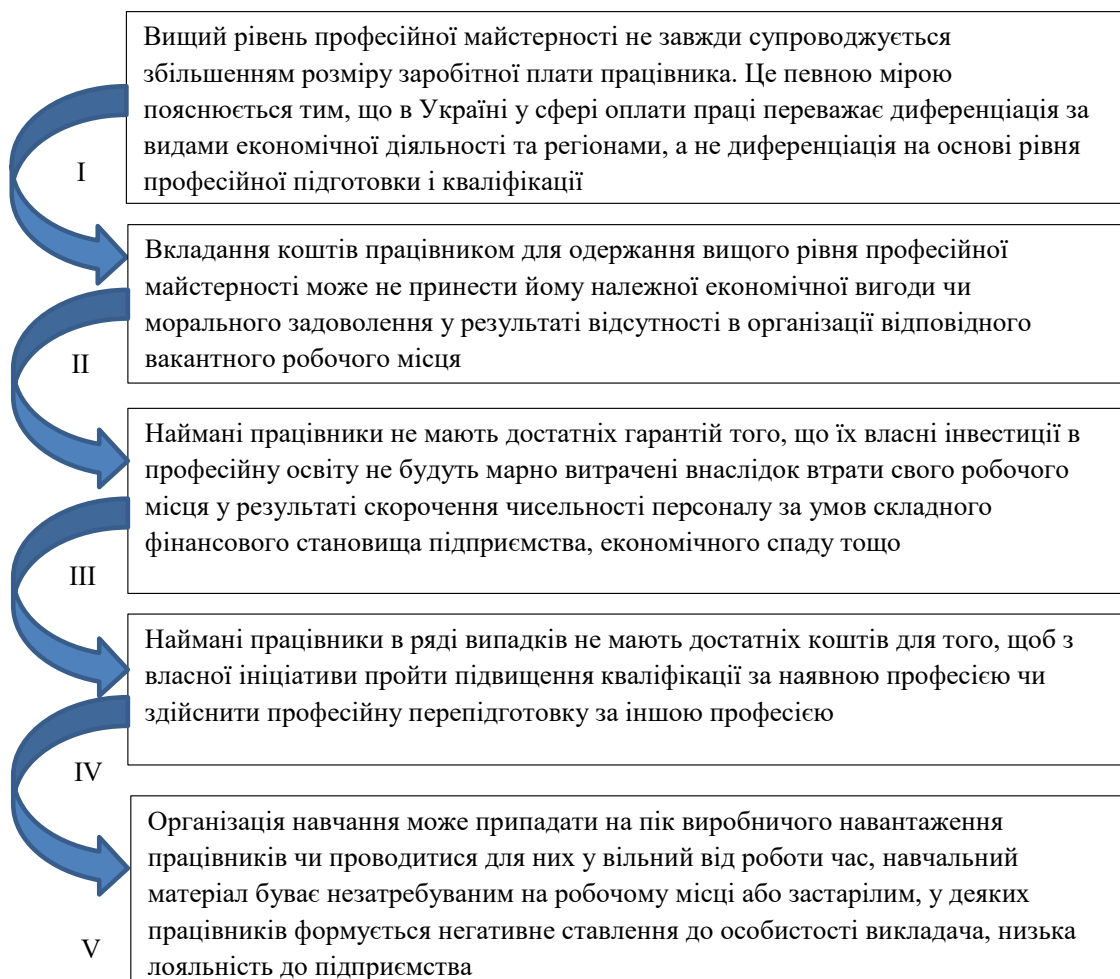 Вищий рівень професійної майстерності не завжди супроводжується
збільшенням розміру заробітної плати працівника. Це певною мірою
пояснюється тим, що в Україні у сфері оплати праці переважає диференціація за
видами економічної діяльності та регіонами, а не диференціація на основі рівня
професійної підготовки і кваліфікації
I
Вкладання коштів працівником для одержання вищого рівня професійної
майстерності може не принести йому належної економічної вигоди чи
морального задоволення у результаті відсутності в організації відповідного
вакантного робочого місця
II
Наймані працівники не мають достатніх гарантій того, що їх власні інвестиції в
професійну освіту не будуть марно витрачені внаслідок втрати свого робочого
місця у результаті скорочення чисельності персоналу за умов складного
фінансового становища підприємства, економічного спаду тощо
III
Наймані працівники в ряді випадків не мають достатніх коштів для того, щоб з
власної ініціативи пройти підвищення кваліфікації за наявною професією чи
здійснити професійну перепідготовку за іншою професією
IV
Організація навчання може припадати на пік виробничого навантаження
працівників чи проводитися для них у вільний від роботи час, навчальний
матеріал буває незатребуваним на робочому місці або застарілим, у деяких
працівників формується негативне ставлення до особистості викладача, низька
лояльність до підприємства
V